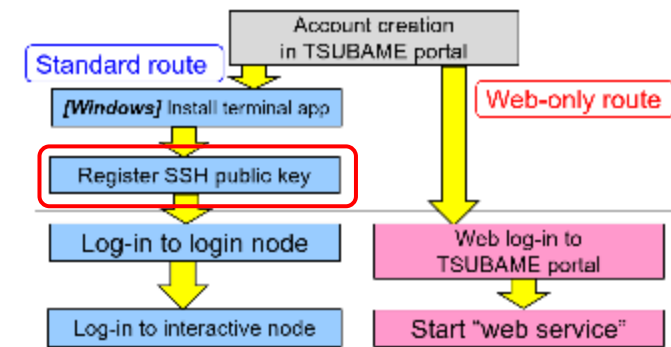 Account creation
in TSUBAME portal
Standard route
Web-only route
[Windows] Install terminal app
Register SSH public key
Log-in to login node
Web log-in to
TSUBAME portal
Log-in to interactive node
Start "web service"